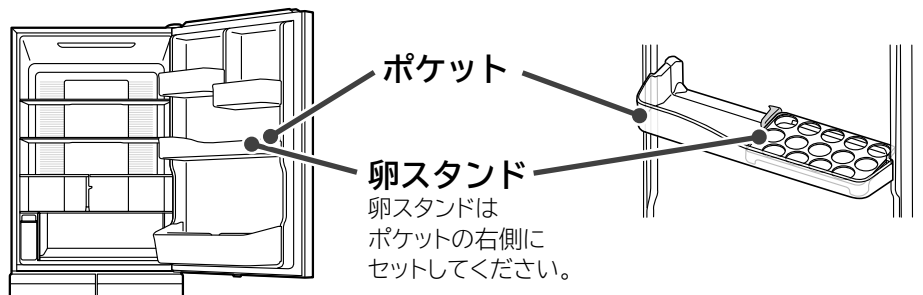 ポケット
卵スタンド
卵スタンドは
ポケットの右側に
セットしてください。